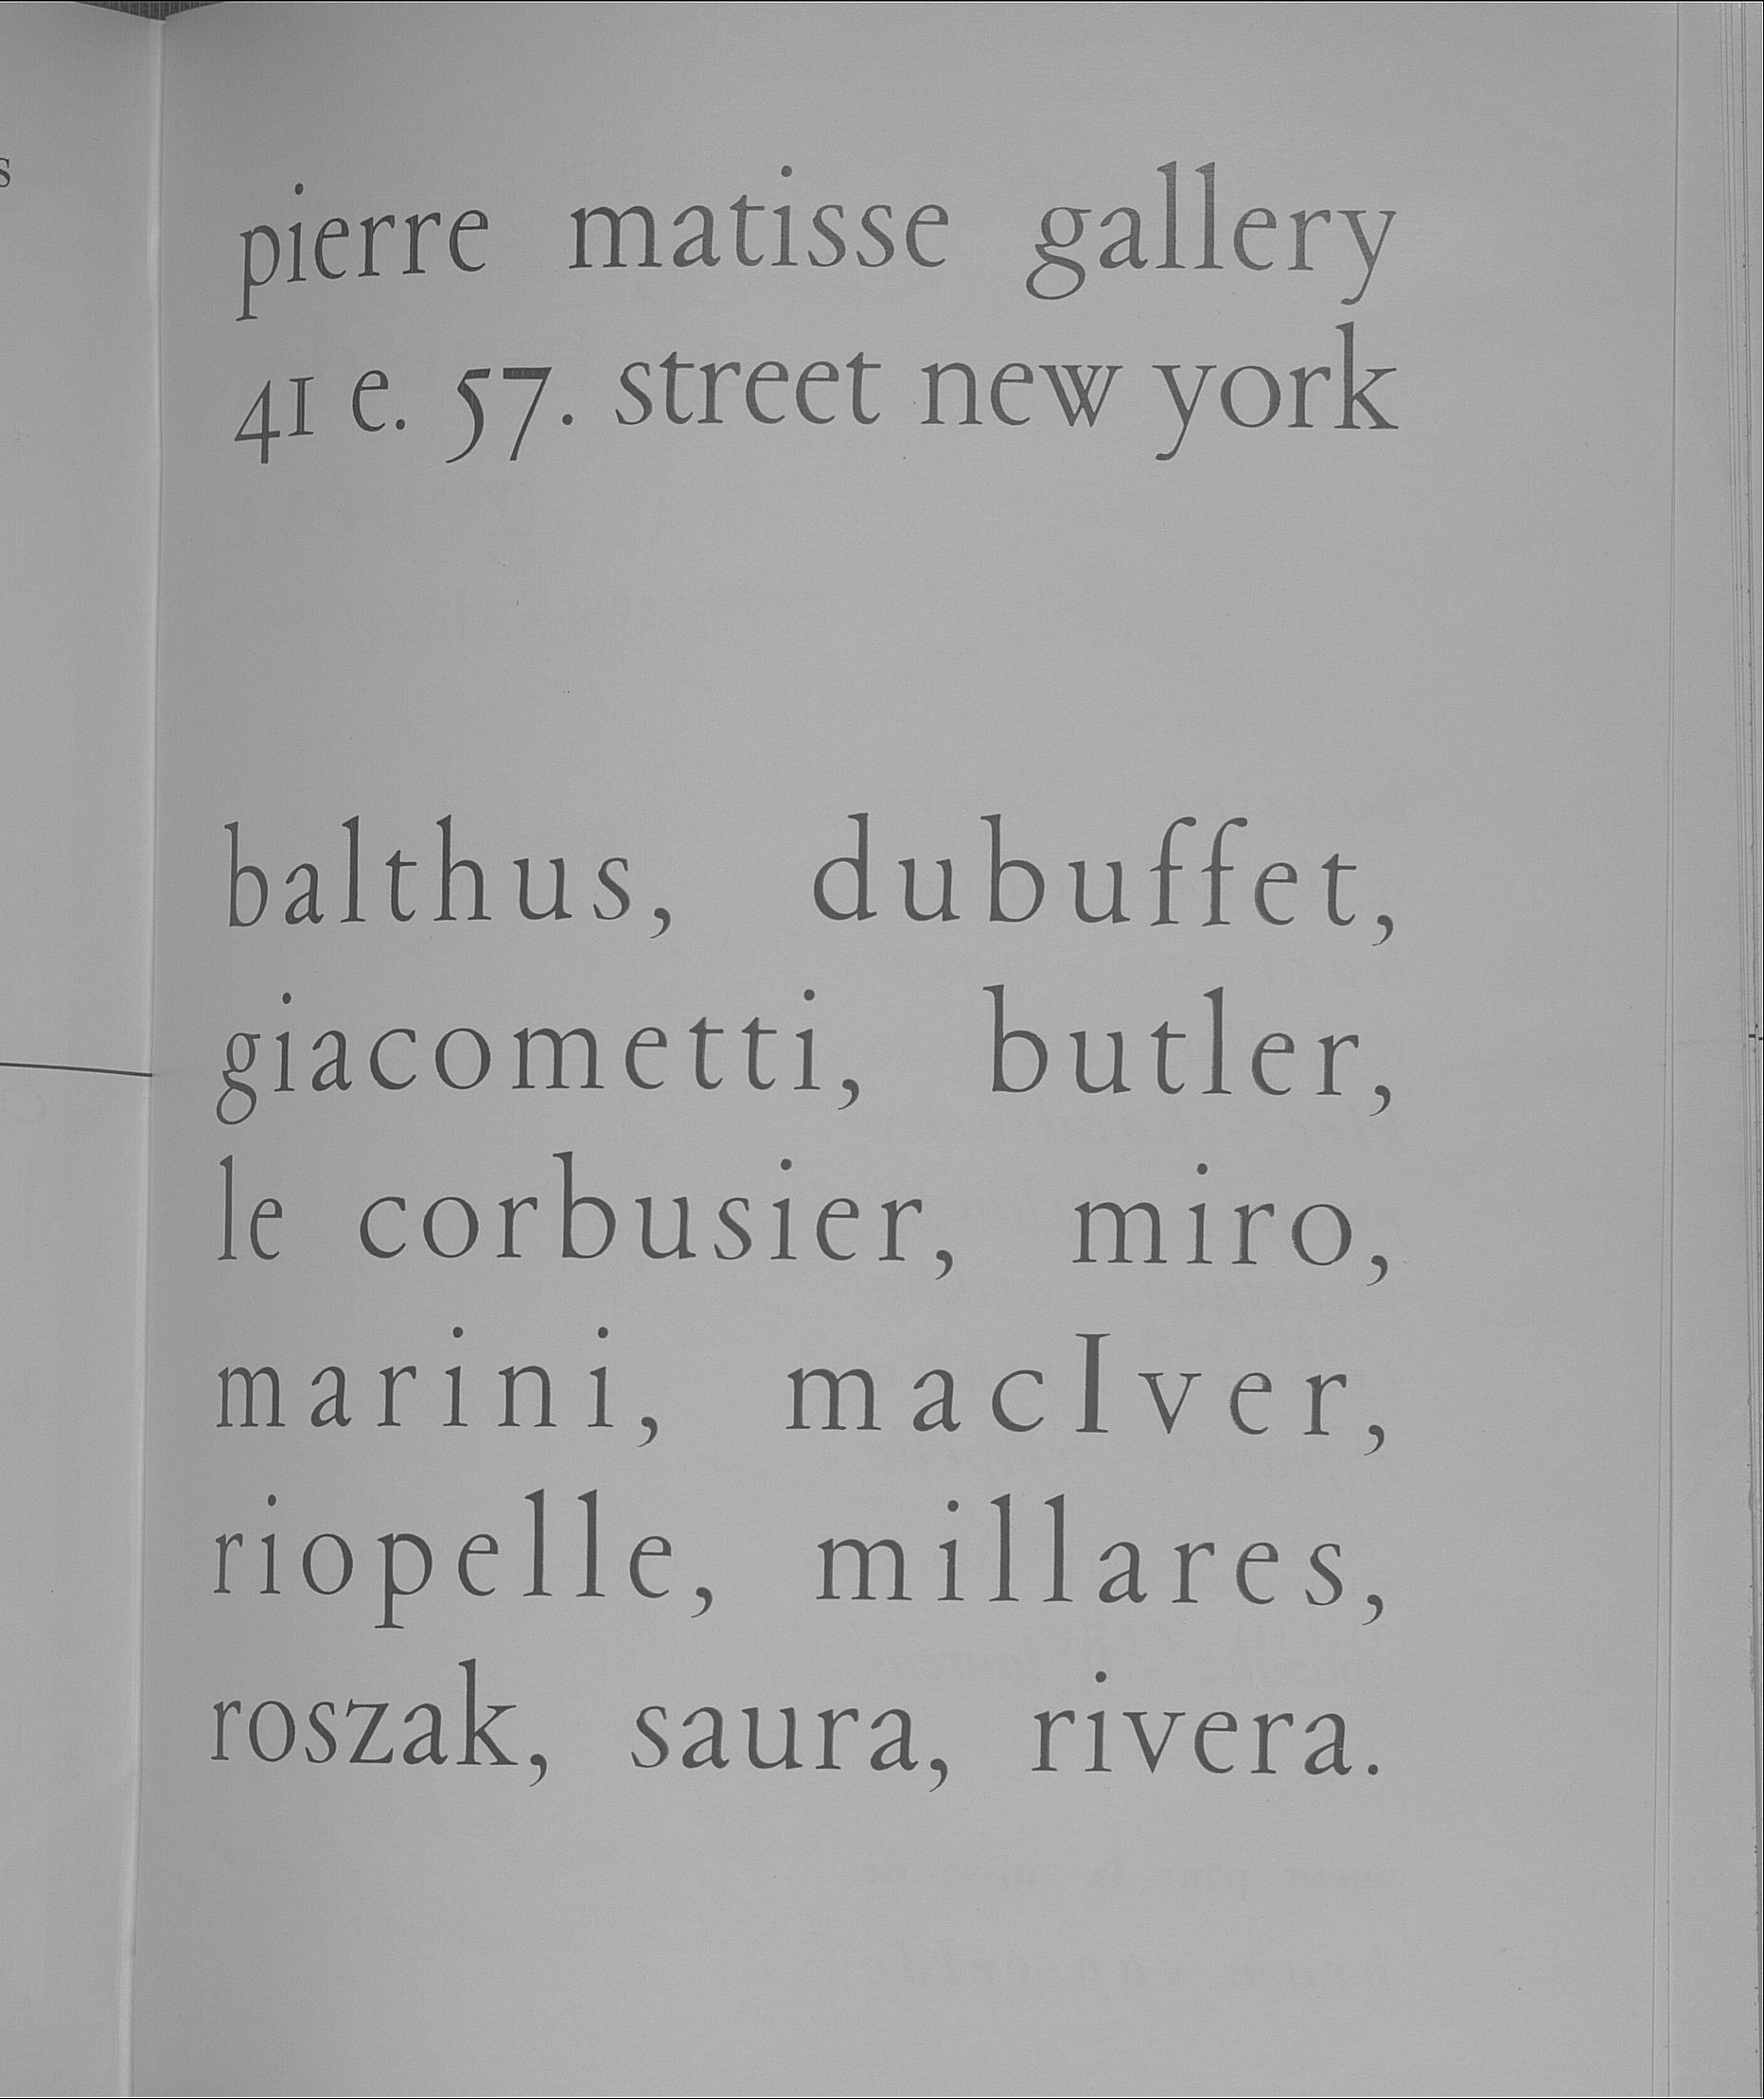 pierre matisse gallery
41 e. 57. street new york
balthus, dubuffet,
giacometti, butler,
le corbusier, miro,
marini, macIver,
riopelle, millares,
roszak, saura, rivera.